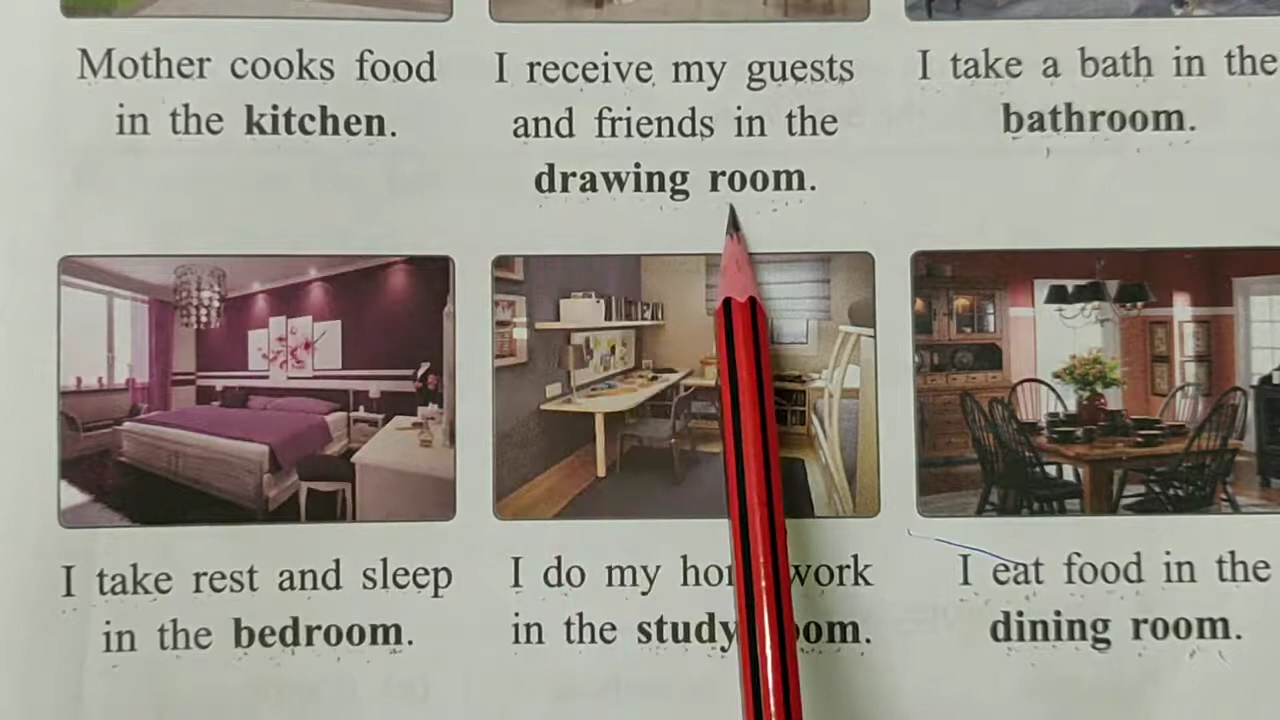 Mother cooks food
in the kitchen.
I receive my guests
and friends in the
drawing room.
I take a bath in the
bathroom.
I take rest and sleep
in the bedroom.
I do my work
in the study
I eat food in the
dining room.